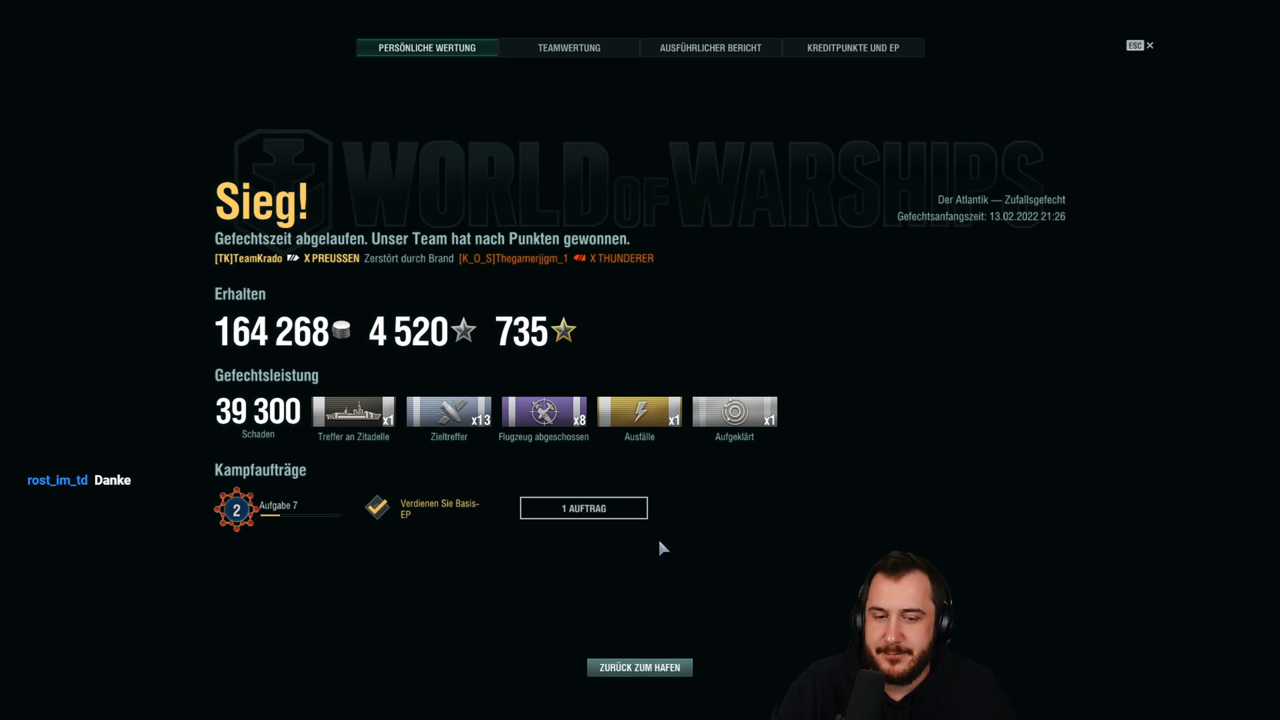 PERSÖNLICHE WERTUNG
TEAMWERTUNG
AUSFÜHRLICHER BERICHT
KREDITPUNKTE UND EP
ESC
WORLD OF WARSHIPS
Sieg!
Der Atlantik — Zufallsgefecht
Gefechtsanfangszeit: 13.02.2022 21:26
Gefechtszeit abgelaufen. Unser Team hat nach Punkten gewonnen.
[TK]TeamKrado X PREUSSEN Zerstört durch Brand [K_O_S]Thegamerjjgm_1 X THUNDERER
Erhalten
164 268 4 520 735
Gefechtsleistung
39 300
Schaden
x1
Treffer an Zitadelle
x13
Zieltreffer
x8
Flugzeug abgeschossen
x1
Ausfälle
x1
Aufgeklärt
Kampfaufträge
rost_im_td Danke
2
Aufgabe 7
Verdienen Sie Basis-
EP
1 AUFTRAG
ZURÜCK ZUM HAFEN